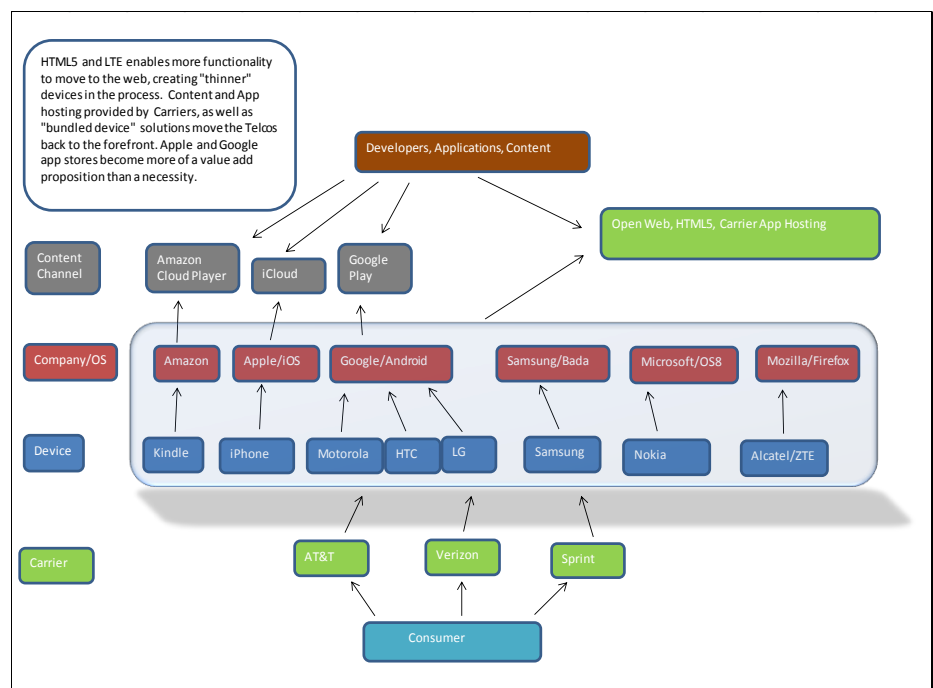 HTML5 and LTE enables more functionality
to move to the web, creating "thinner"
devices in the process. Content and App
hosting provided by Carriers, as well as
"bundled device" solutions move the Telcos
back to the forefront. Apple and Google
app stores become more of a value add
proposition than a necessity.
Developers, Applications, Content
Open Web, HTML5, Carrier App Hosting
Content
Channel
Amazon
Cloud Player
iCloud
Google
Play
Company/OS
Amazon
Apple/iOS
Google/Android
Samsung/Bada
Microsoft/OS8
Mozilla/Firefox
Device
Kindle
iPhone
Motorola
HTC
LG
Samsung
Nokia
Alcatel/ZTE
Carrier
AT&T
Verizon
Sprint
Consumer